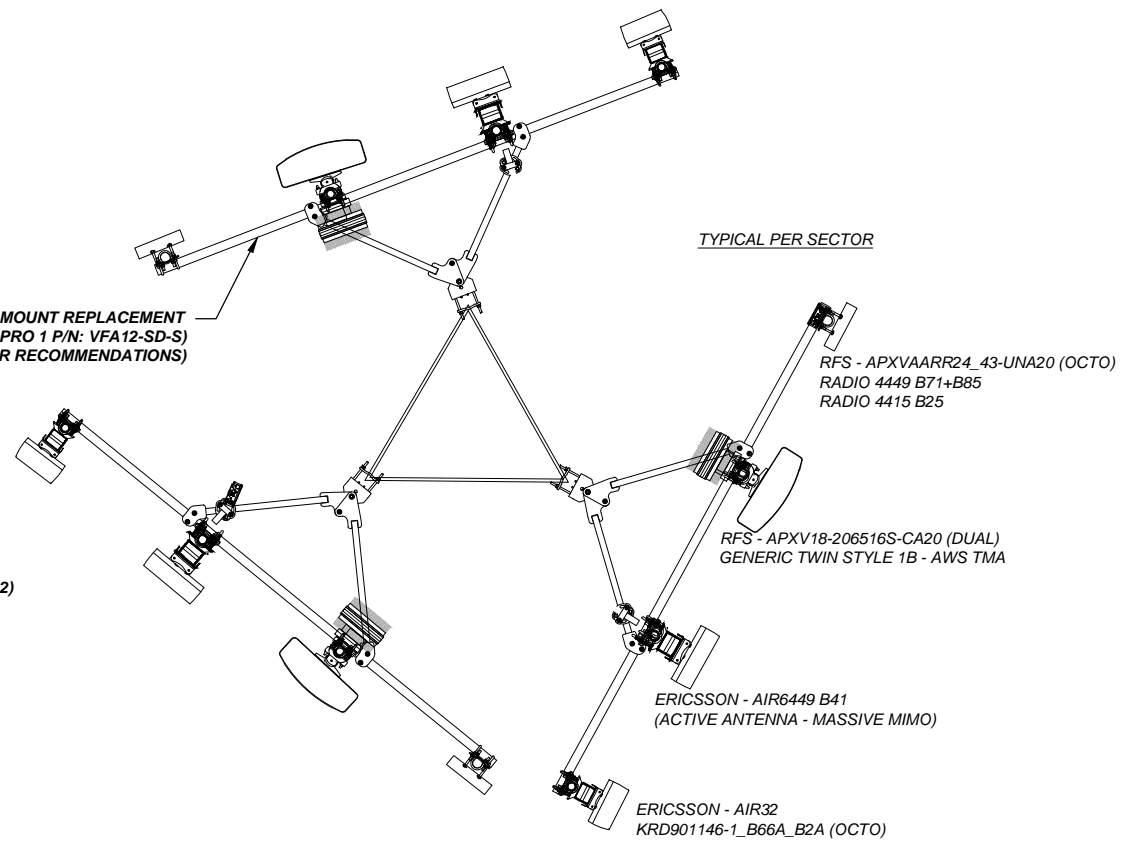 TYPICAL PER SECTOR
MOUNT REPLACEMENT
PRO 1 P/N: VFA12-SD-S)
R RECOMMENDATIONS)
RFS - APXVAARR24_43-UNA20 (OCTO)
RADIO 4449 B71+B85
RADIO 4415 B25
RFS - APXV18-206516S-CA20 (DUAL)
GENERIC TWIN STYLE 1B - AWS TMA
2)
ERICSSON - AIR6449 B41
(ACTIVE ANTENNA - MASSIVE MIMO)
ERICSSON - AIR32
KRD901146-1_B66A_B2A (OCTO)